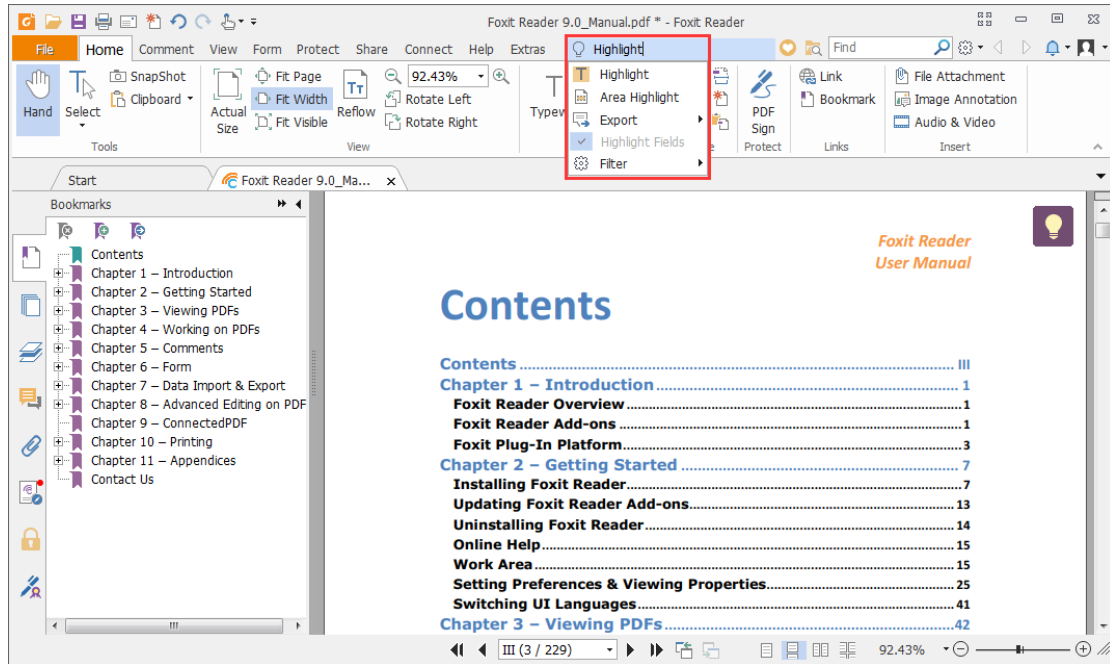 Foxit Reader 9.0_Manual.pdf * - Foxit Reader
File Home Comment View Form Protect Share Connect Help Extras Highlight Find
Hand
Select
SnapShot
Clipboard
Tools
Actual
Size
Fit Page
Fit Width
Fit Visible
Reflow
92.43%
Rotate Left
Rotate Right
View
Highlight
Area Highlight
Export
Highlight Fields
Filter
PDF
Sign
Protect
Link
Bookmark
Links
File Attachment
Image Annotation
Audio & Video
Insert
Start
Foxit Reader 9.0_Ma...
Bookmarks
Contents
Chapter 1 – Introduction
Chapter 2 – Getting Started
Chapter 3 – Viewing PDFs
Chapter 4 – Working on PDFs
Chapter 5 – Comments
Chapter 6 – Form
Chapter 7 – Data Import & Export
Chapter 8 – Advanced Editing on PDF
Chapter 9 – ConnectedPDF
Chapter 10 – Printing
Chapter 11 – Appendices
Contact Us
Foxit Reader
User Manual
Contents
Contents ........ III
Chapter 1 – Introduction ........ 1
Foxit Reader Overview ........ 1
Foxit Reader Add-ons ........ 1
Foxit Plug-In Platform ........ 3
Chapter 2 – Getting Started ........ 7
Installing Foxit Reader ........ 7
Updating Foxit Reader Add-ons ........ 13
Uninstalling Foxit Reader ........ 14
Online Help ........ 15
Work Area ........ 15
Setting Preferences & Viewing Properties ........ 25
Switching UI Languages ........ 41
Chapter 3 – Viewing PDFs ........ 42
III (3 / 229)
92.43%